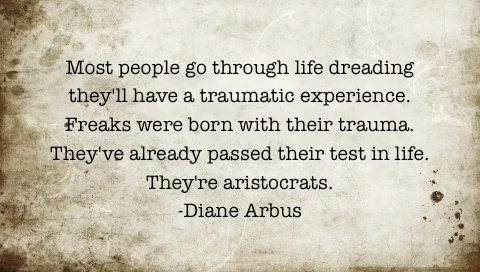 Most people go through life dreading
they'll have a traumatic experience.
Freaks were born with their trauma.
They've already passed their test in life.
They're aristocrats.
-Diane Arbus